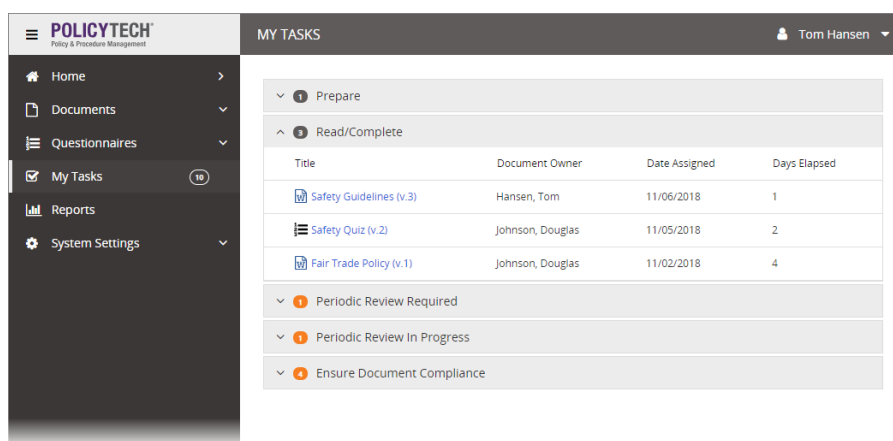 POLICYTECH
Policy & Procedure Management
MY TASKS
Tom Hansen
Home
Documents
Questionnaires
My Tasks 10
Reports
System Settings
1 Prepare
3 Read/Complete
Title Document Owner Date Assigned Days Elapsed
Safety Guidelines (v.3) Hansen, Tom 11/06/2018 1
Safety Quiz (v.2) Johnson, Douglas 11/05/2018 2
Fair Trade Policy (v.1) Johnson, Douglas 11/02/2018 4
1 Periodic Review Required
1 Periodic Review In Progress
4 Ensure Document Compliance